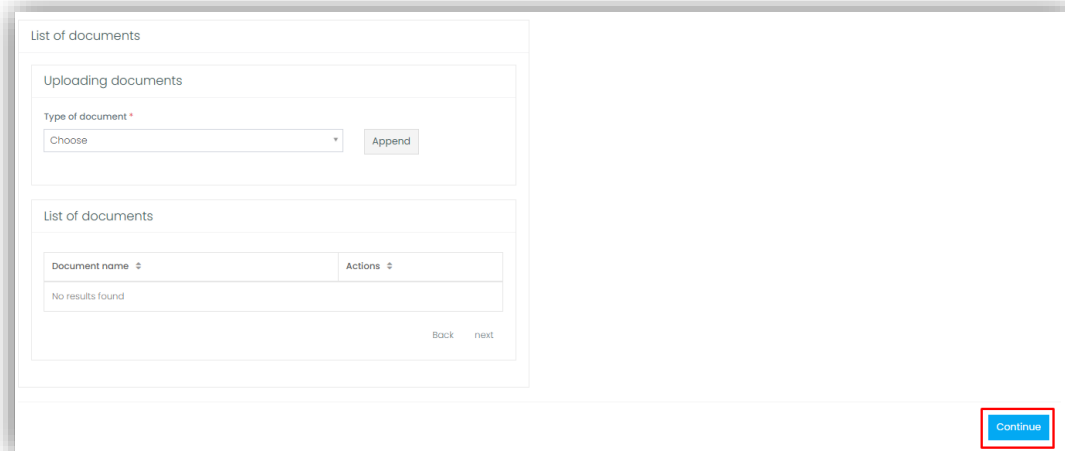 List of documents
Uploading documents
Type of document *
Choose
Append
List of documents
Document name Actions
No results found
Back next
Continue